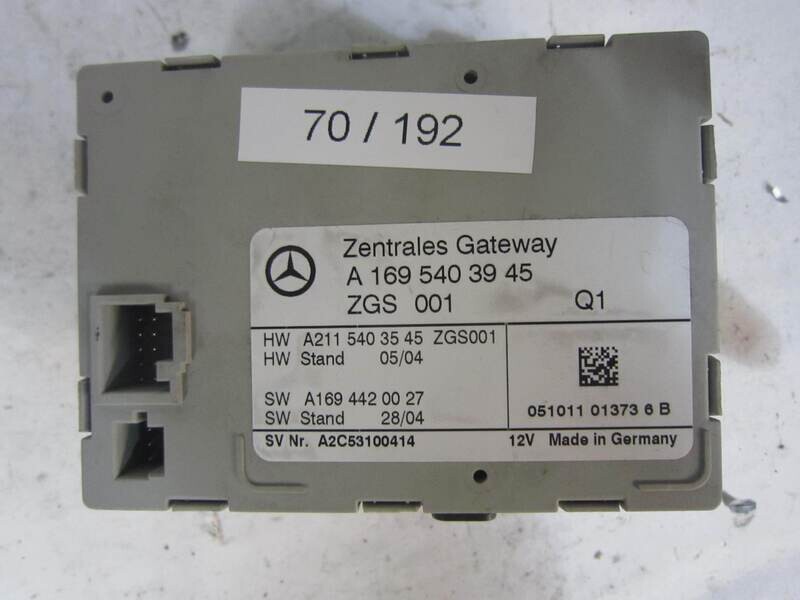 70 / 192
Zentrales Gateway
A 169 540 39 45
ZGS 001 Q1
HW A211 540 35 45 ZGS001
HW Stand 05/04
SW A169 442 00 27
SW Stand 28/04
051011 01373 6 B
SV Nr. A2C53100414 12V Made in Germany